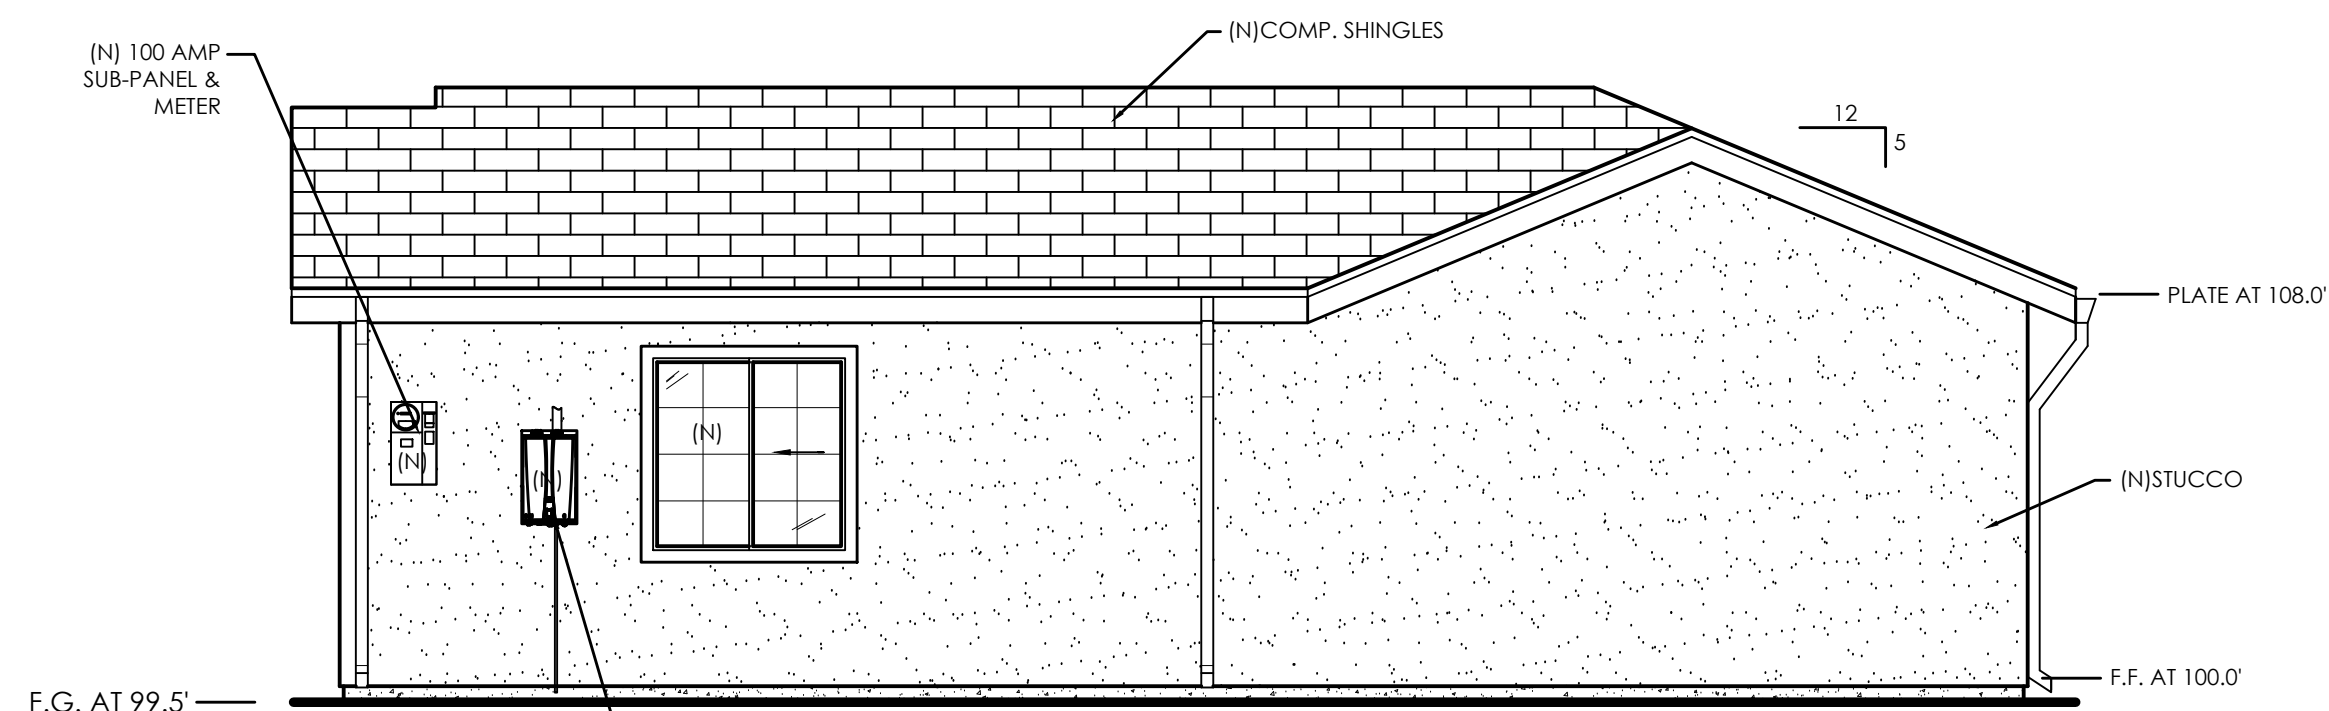 (N)COMP. SHINGLES
(N) 100 AMP
SUB-PANEL &
METER
12
5
PLATE AT 108.0'
(N)
(N)
(N)
(N)STUCCO
F.F. AT 100.0'
F.G. AT 99.5'